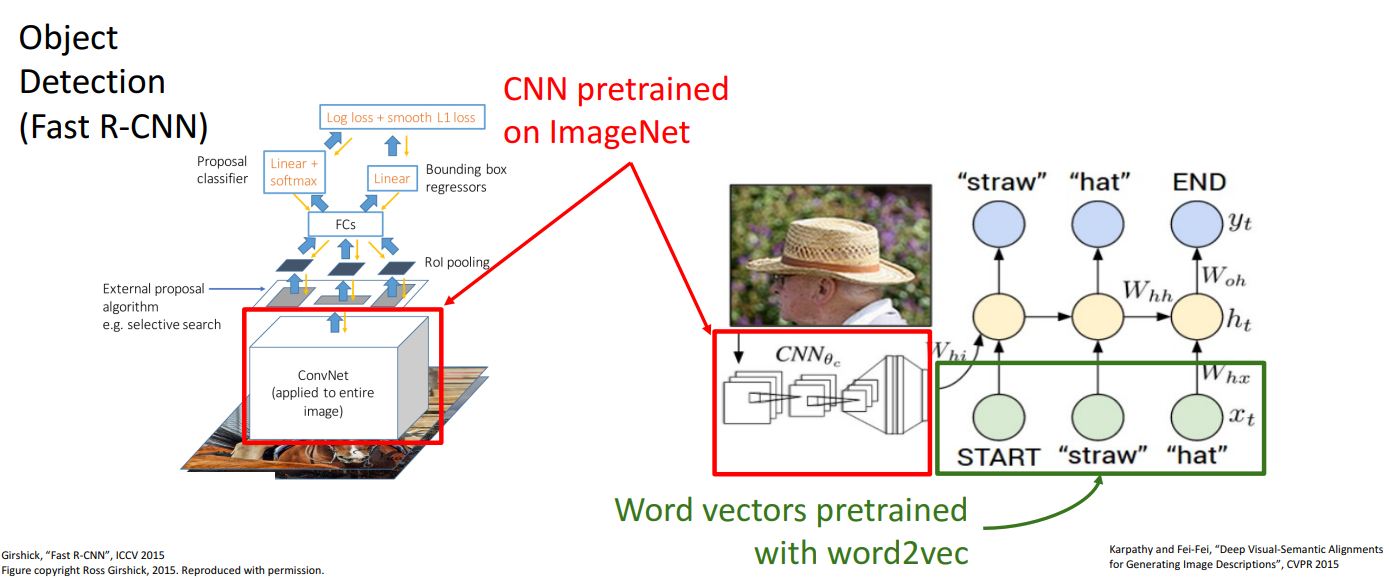 Object
Detection
(Fast R-CNN)
Log loss + smooth L1 loss
Proposal
classifier
Linear +
softmax
Linear
Bounding box
regressors
FCs
RoI pooling
External proposal
algorithm
e.g. selective search
ConvNet
(applied to entire
image)
CNN pretrained
on ImageNet
CNN_{θ_c}
"straw" "hat" END
y_t
W_{oh}
W_{hh}
h_t
W_{hi}
W_{hx}
x_t
START "straw" "hat"
Word vectors pretrained
with word2vec
Girshick, "Fast R-CNN", ICCV 2015
Figure copyright Ross Girshick, 2015. Reproduced with permission.
Karpathy and Fei-Fei, "Deep Visual-Semantic Alignments
for Generating Image Descriptions", CVPR 2015